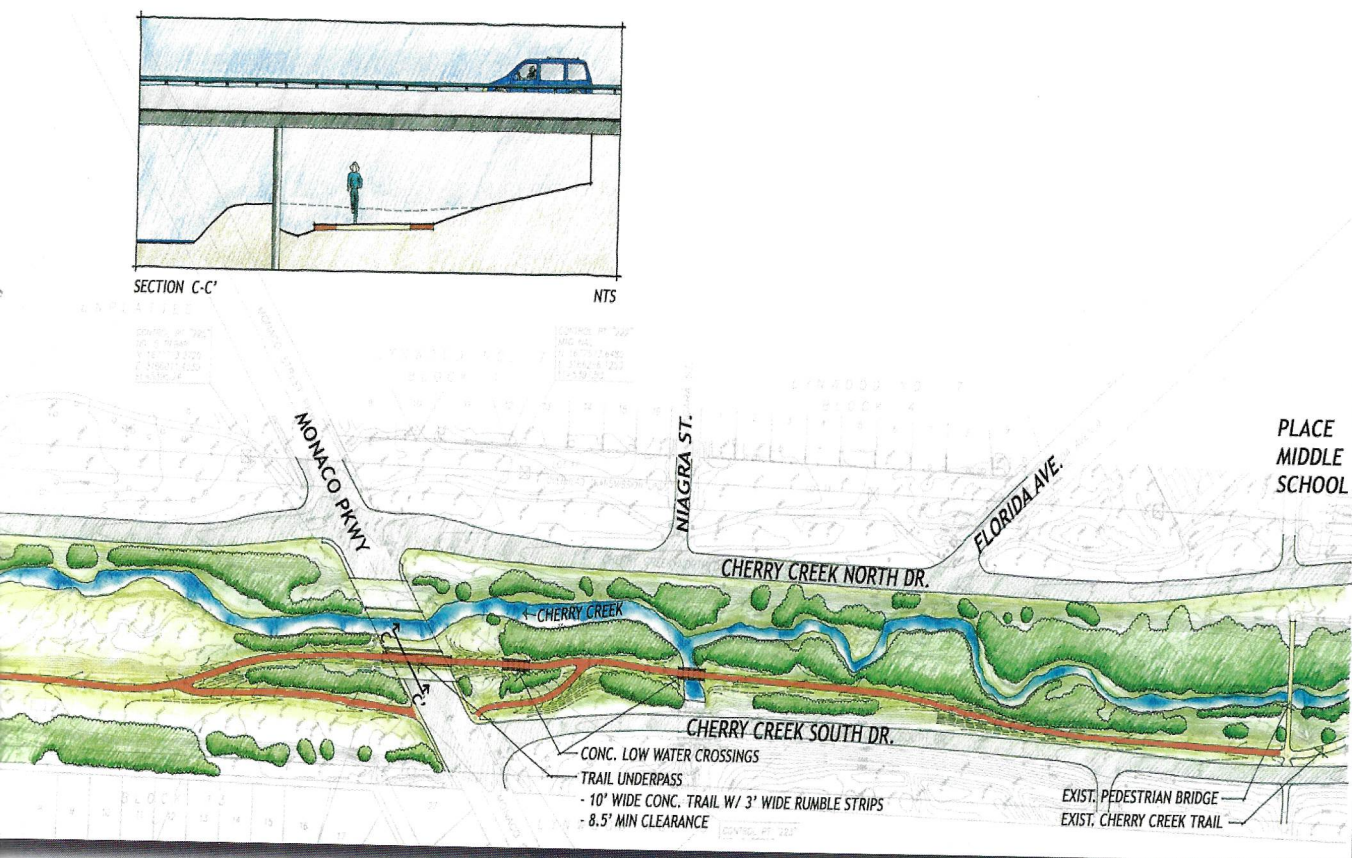 SECTION C-C'
NTS
MONACO PKWY
NIAGRA ST.
FLORIDA AVE.
PLACE
MIDDLE
SCHOOL
CHERRY CREEK NORTH DR.
CHERRY CREEK
C
C'
CHERRY CREEK SOUTH DR.
CONC. LOW WATER CROSSINGS
TRAIL UNDERPASS
- 10' WIDE CONC. TRAIL W/ 3' WIDE RUMBLE STRIPS
- 8.5' MIN CLEARANCE
EXIST. PEDESTRIAN BRIDGE
EXIST. CHERRY CREEK TRAIL